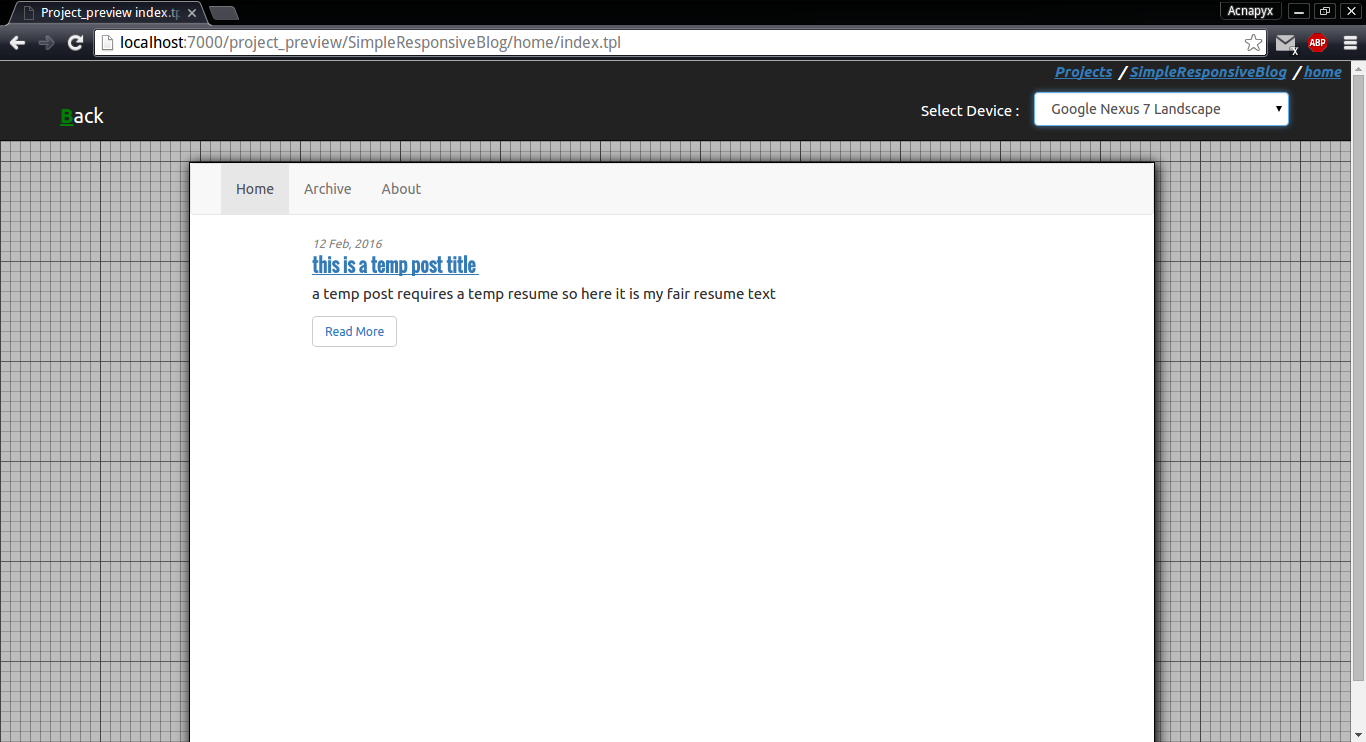 Project_preview index.tp
Acnapyx
localhost:7000/project_preview/SimpleResponsiveBlog/home/index.tpl
x
ABP
Projects / SimpleResponsiveBlog / home
Back
Select Device :
Google Nexus 7 Landscape
Home
Archive
About
12 Feb, 2016
this is a temp post title
a temp post requires a temp resume so here it is my fair resume text
Read More